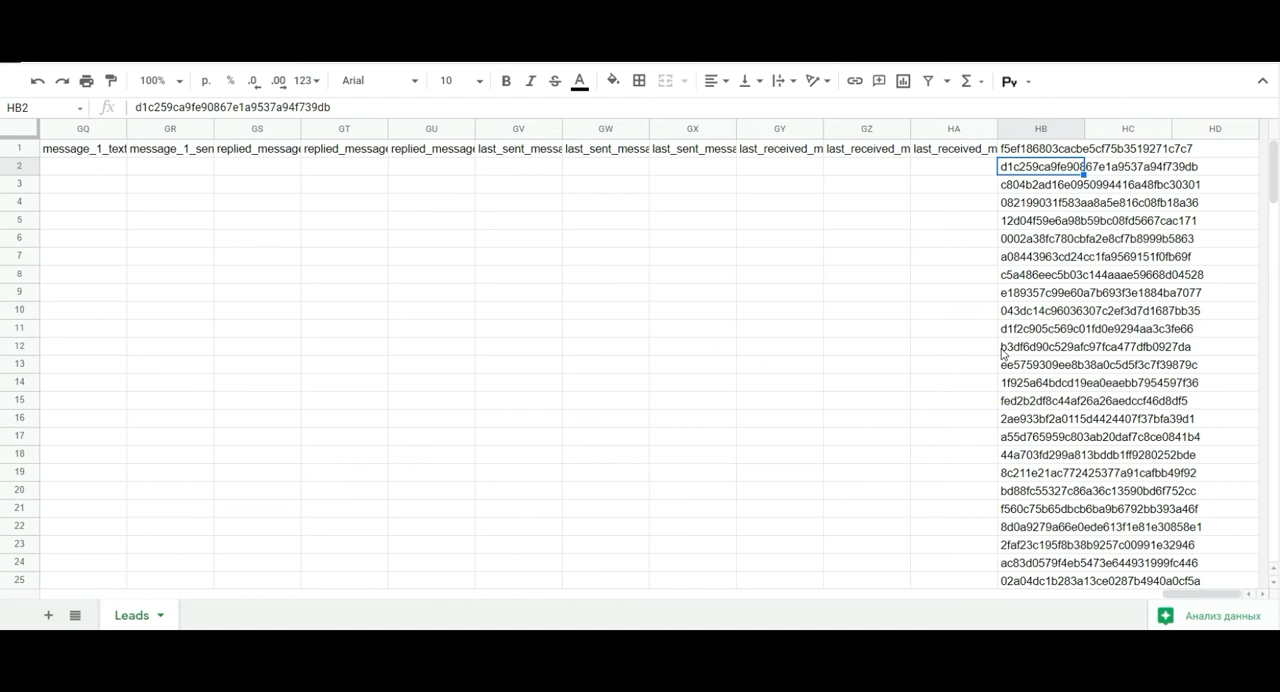 100% р. % .0 .00 123 Arial 10 B I S A
HB2 fx d1c259ca9fe90867e1a9537a94f739db
GQ GR GS GT GU GV GW GX GY GZ HA HB HC HD
1 message_1_text message_1_sen replied_message replied_message replied_message last_sent_messa last_sent_messa last_sent_messa last_received_m last_received_m last_received_m f5ef186803cacbe5cf75b3519271c7c7
2 d1c259ca9fe90867e1a9537a94f739db
3 c804b2ad16e0950994416a48fbc30301
4 082199031f583aa8a5e816c08fb18a36
5 12d04f59e6a98b59bc08fd5667cac171
6 0002a38fc780cbfa2e8cf7b8999b5863
7 a08443963cd24cc1fa9569151f0fb69f
8 c5a486eec5b03c144aaae59668d04528
9 e189357c99e60a7b693f3e1884ba7077
10 043dc14c96036307c2ef3d7d1687bb35
11 d1f2c905c569c01fd0e9294aa3c3fe66
12 b3df6d90c529afc97fca477dfb0927da
13 ee5759309ee8b38a0c5d5f3c7f39879c
14 1f925a64bdcd19ea0eaebb7954597f36
15 fed2b2df8c44af26a26aedccf46d8df5
16 2ae933bf2a0115d4424407f37bfa39d1
17 a55d765959c803ab20daf7c8ce0841b4
18 44a703fd299a813bddb1ff9280252bde
19 8c211e21ac772425377a91cafbb49f92
20 bd88fc55327c86a36c13590bd6f752cc
21 f560c75b65dbcb6ba9b6792bb393a46f
22 8d0a9279a66e0ede613f1e81e30858e1
23 2faf23c195f8b38b9257c00991e32946
24 ac83d0579f4eb5473e644931999fc446
25 02a04dc1b283a13ce0287b4940a0cf5a
Leads Анализ данных